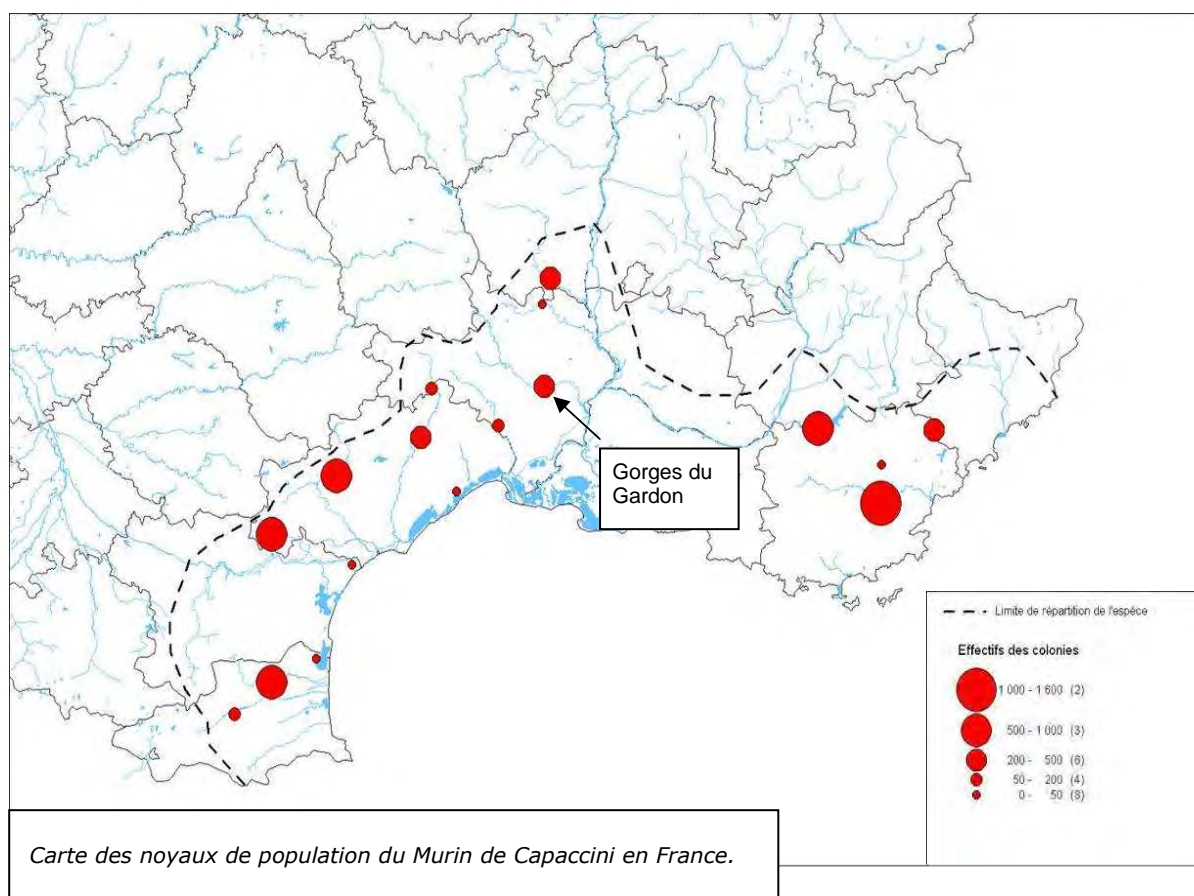 Gorges du
Gardon
Limite de répartition de l'espèce
Effectifs des colonies
1 000 - 1 600 (2)
500 - 1 000 (3)
200 - 500 (6)
50 - 200 (4)
0 - 50 (8)
Carte des noyaux de population du Murin de Capaccini en France.